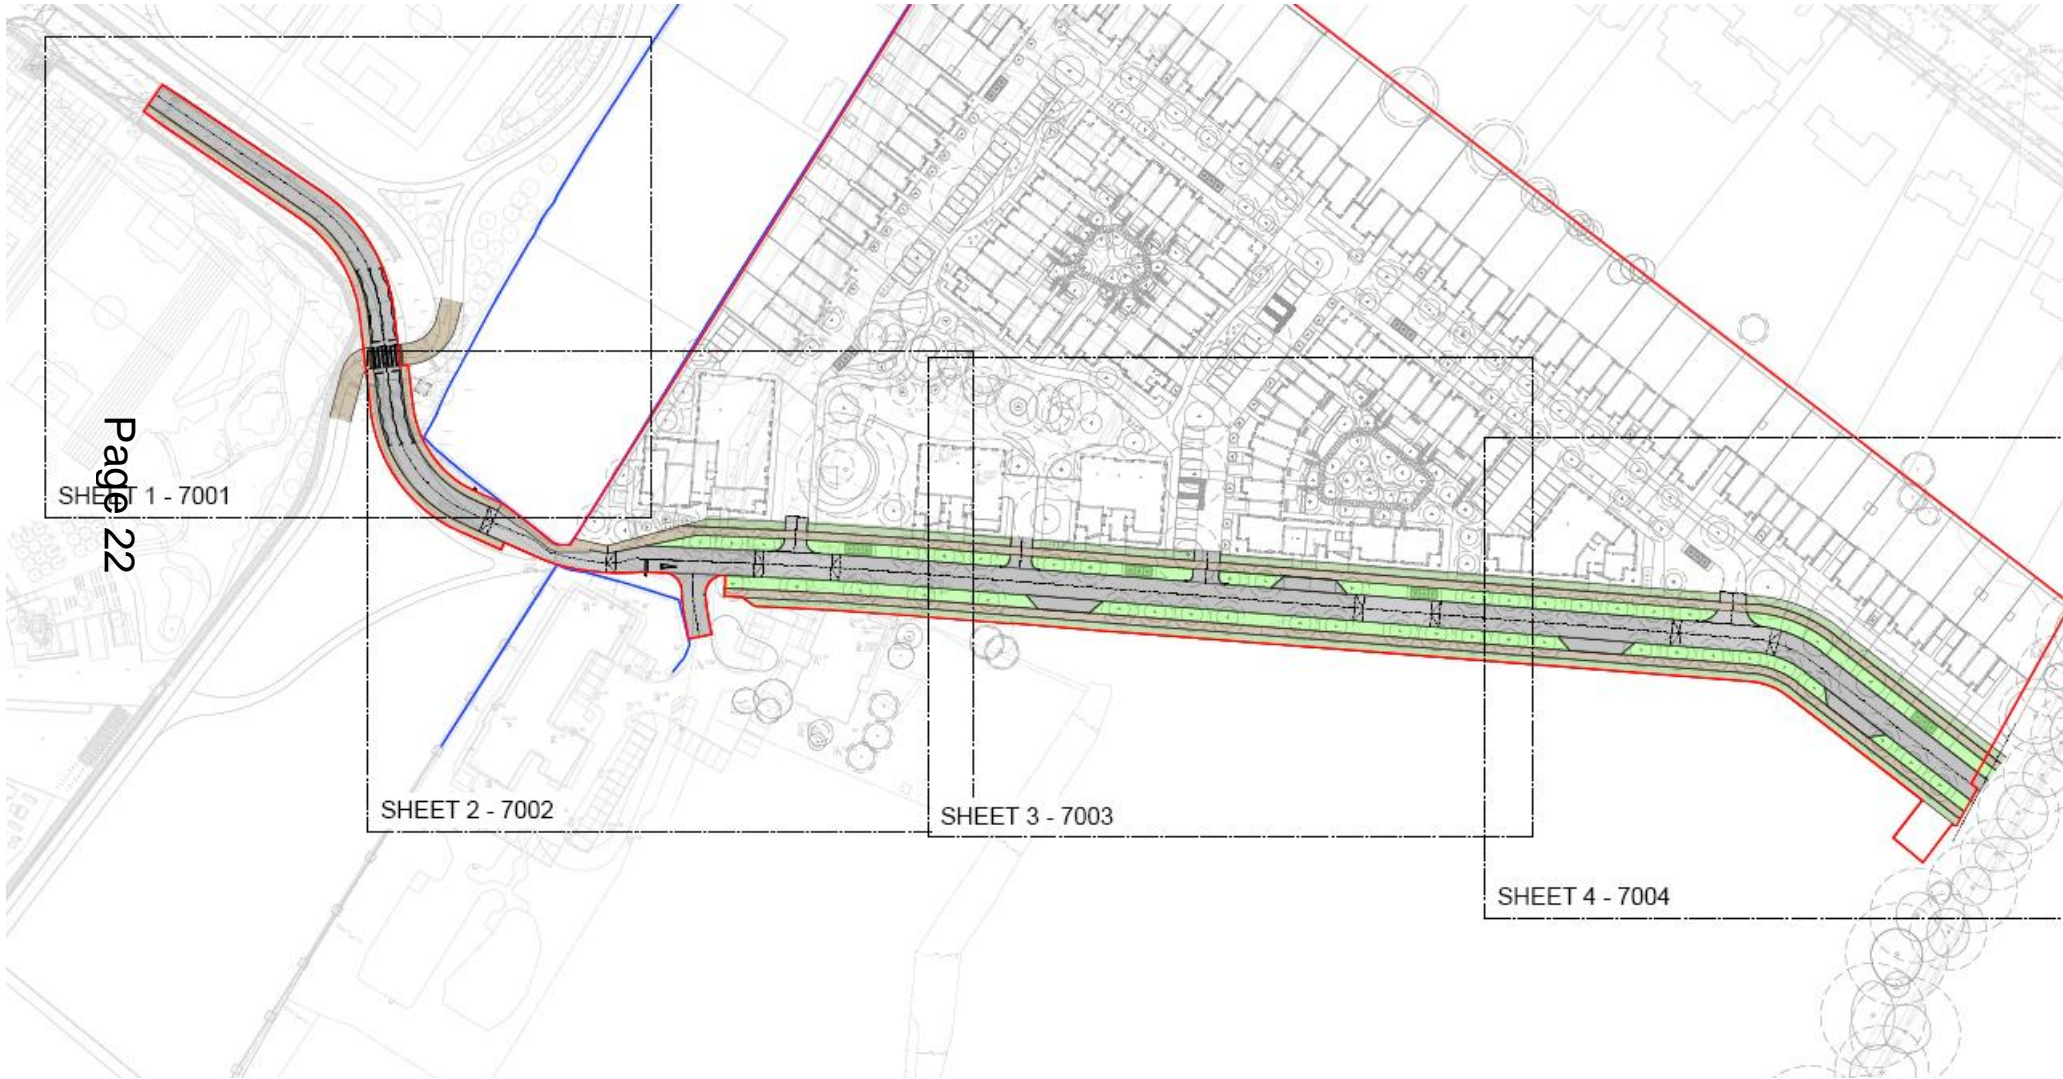 SHEET 1 - 7001
Page 22
SHEET 2 - 7002
SHEET 3 - 7003
SHEET 4 - 7004